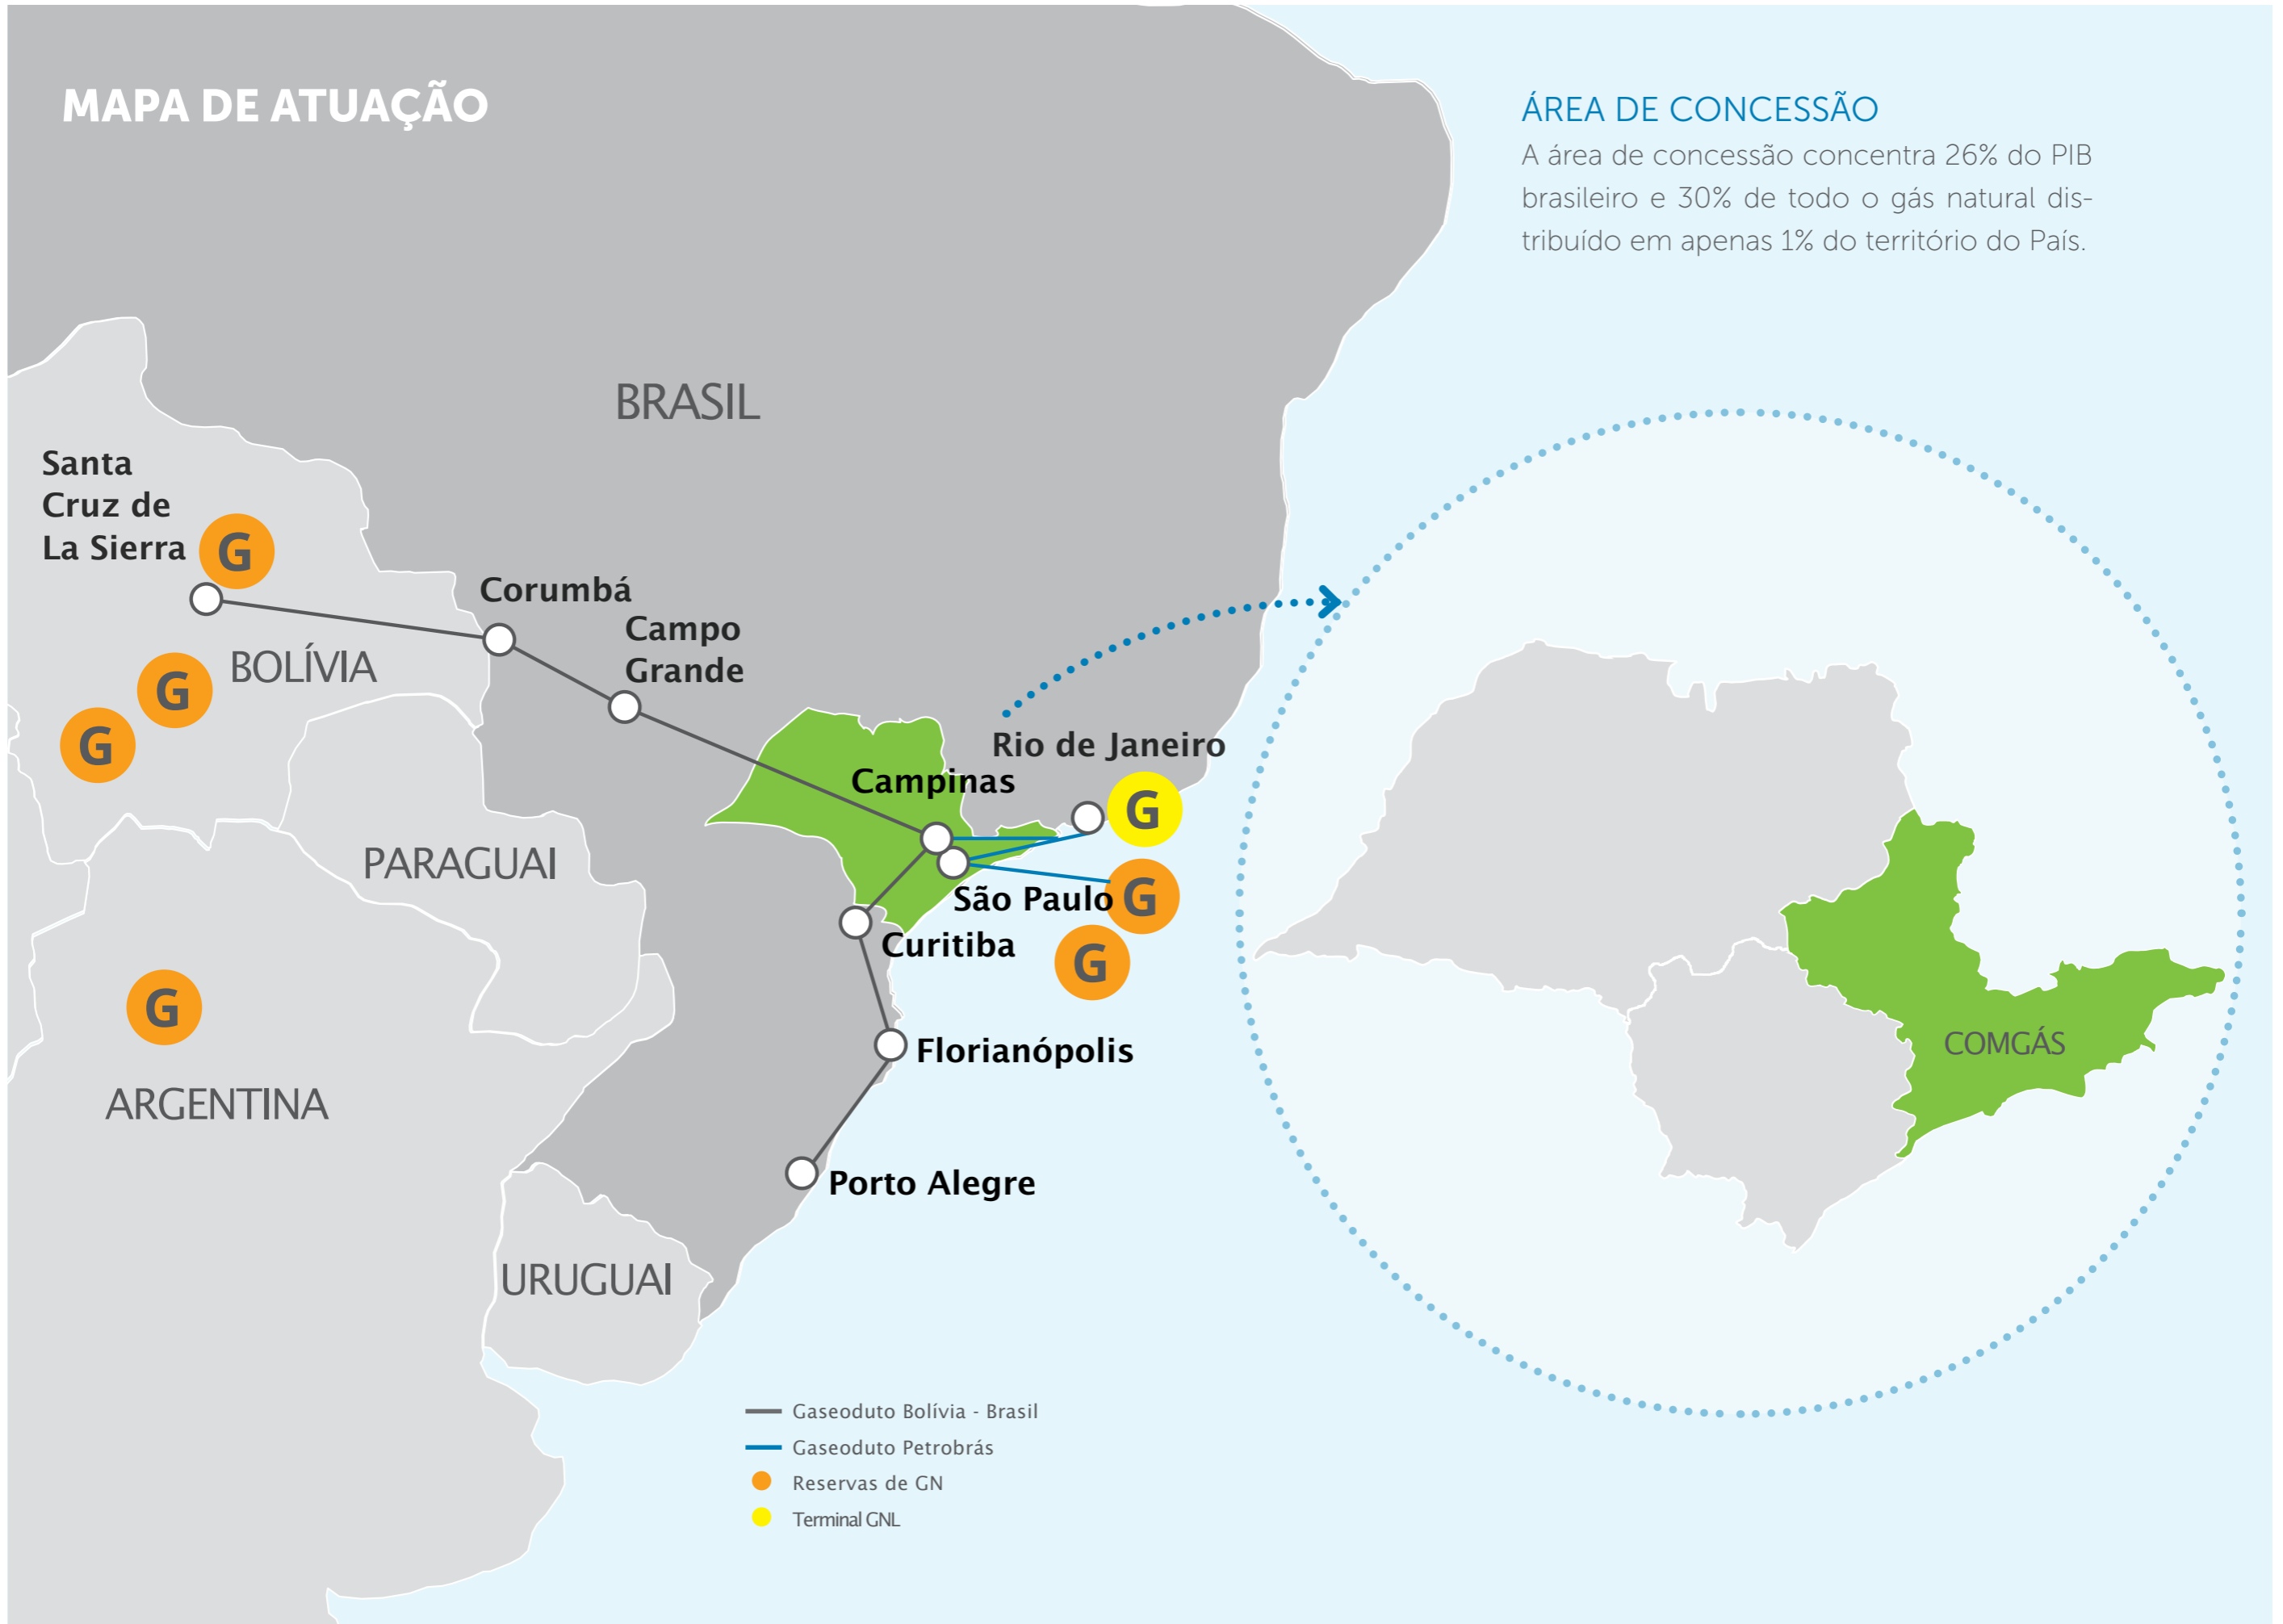 MAPA DE ATUAÇÃO
ÁREA DE CONCESSÃO
A área de concessão concentra 26% do PIB
brasileiro e 30% de todo o gás natural dis-
tribuído em apenas 1% do território do País.
BRASIL
Santa
Cruz de
La Sierra
G
Corumbá
Campo
Grande
BOLÍVIA
G
G
Rio de Janeiro
Campinas
G
PARAGUAI
São Paulo
G
Curitiba
G
G
Florianópolis
ARGENTINA
COMGÁS
Porto Alegre
URUGUAI
Gaseoduto Bolívia - Brasil
Gaseoduto Petrobrás
Reservas de GN
Terminal GNL